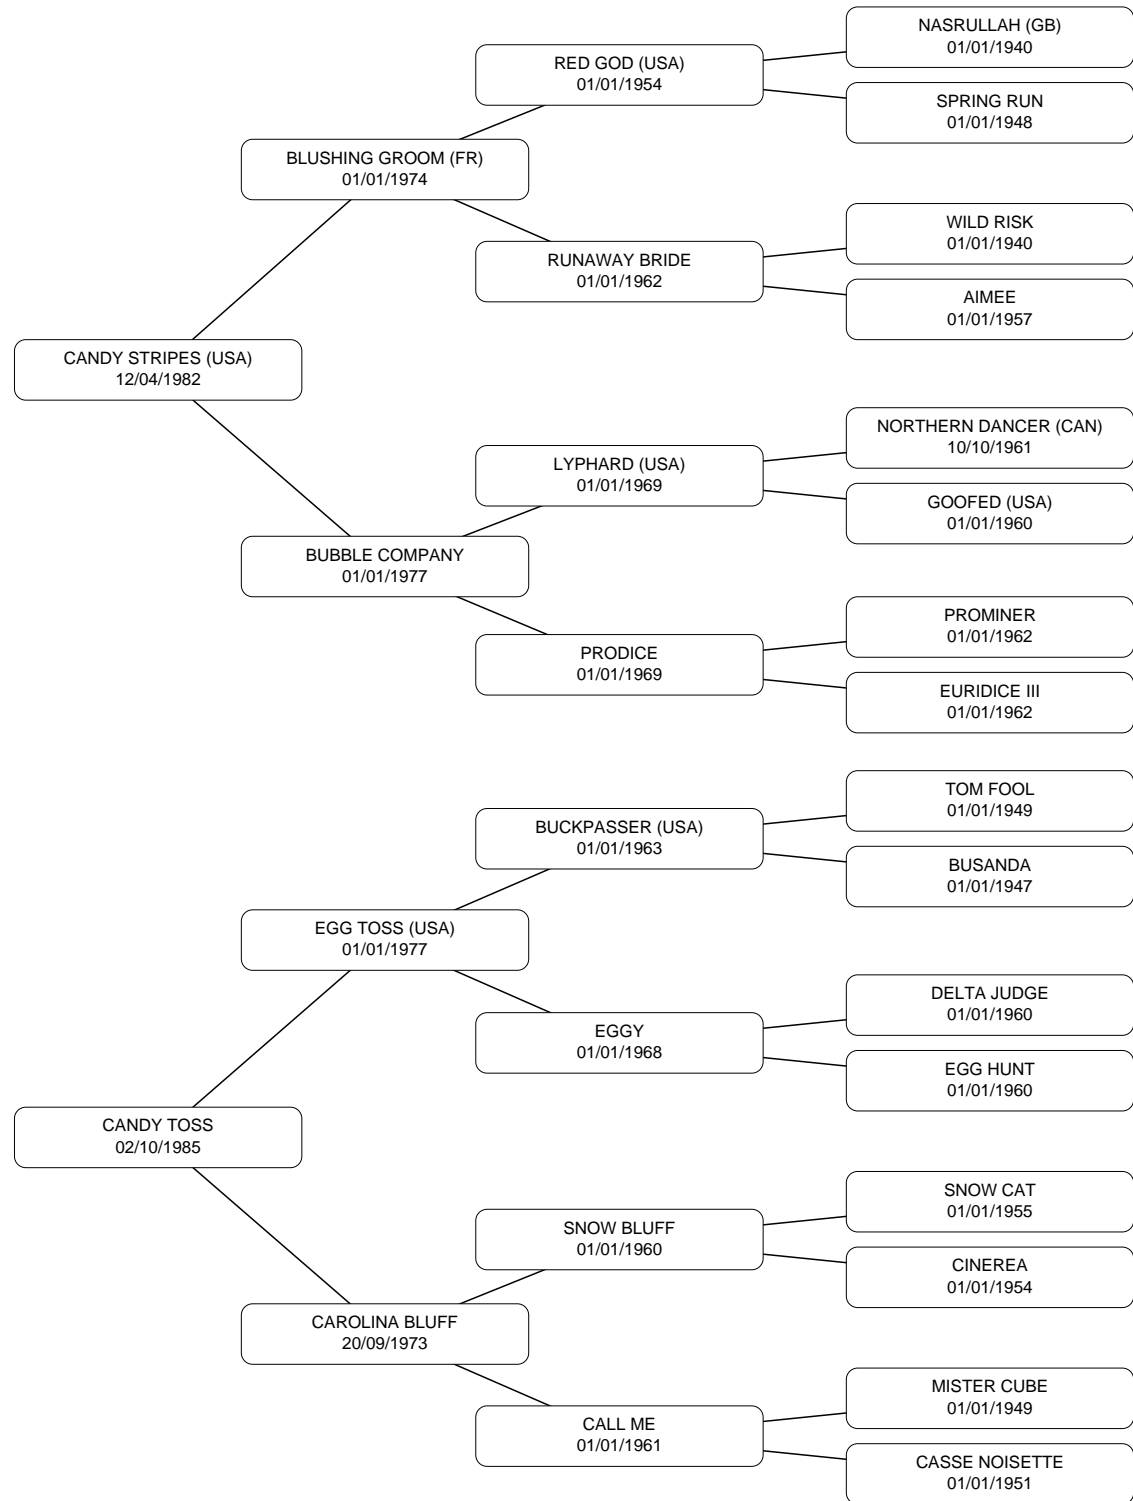 NASRULLAH (GB)
01/01/1940
RED GOD (USA)
01/01/1954
SPRING RUN
01/01/1948
BLUSHING GROOM (FR)
01/01/1974
WILD RISK
01/01/1940
RUNAWAY BRIDE
01/01/1962
AIMEE
01/01/1957
CANDY STRIPES (USA)
12/04/1982
NORTHERN DANCER (CAN)
10/10/1961
LYPHARD (USA)
01/01/1969
GOOFED (USA)
01/01/1960
BUBBLE COMPANY
01/01/1977
PROMINER
01/01/1962
PRODICE
01/01/1969
EURIDICE III
01/01/1962
TOM FOOL
01/01/1949
BUCKPASSER (USA)
01/01/1963
BUSANDA
01/01/1947
EGG TOSS (USA)
01/01/1977
DELTA JUDGE
01/01/1960
EGGY
01/01/1968
EGG HUNT
01/01/1960
CANDY TOSS
02/10/1985
SNOW CAT
01/01/1955
SNOW BLUFF
01/01/1960
CINEREA
01/01/1954
CAROLINA BLUFF
20/09/1973
MISTER CUBE
01/01/1949
CALL ME
01/01/1961
CASSE NOISETTE
01/01/1951